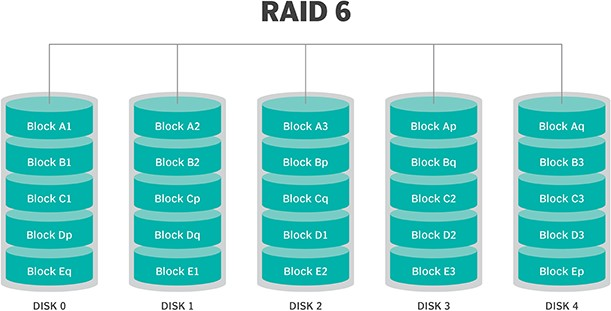 RAID 6
Block A1 Block A2 Block A3 Block Ap Block Aq
Block B1 Block B2 Block Bp Block Bq Block B3
Block C1 Block Cp Block Cq Block C2 Block C3
Block Dp Block Dq Block D1 Block D2 Block D3
Block Eq Block E1 Block E2 Block E3 Block Ep
DISK 0 DISK 1 DISK 2 DISK 3 DISK 4